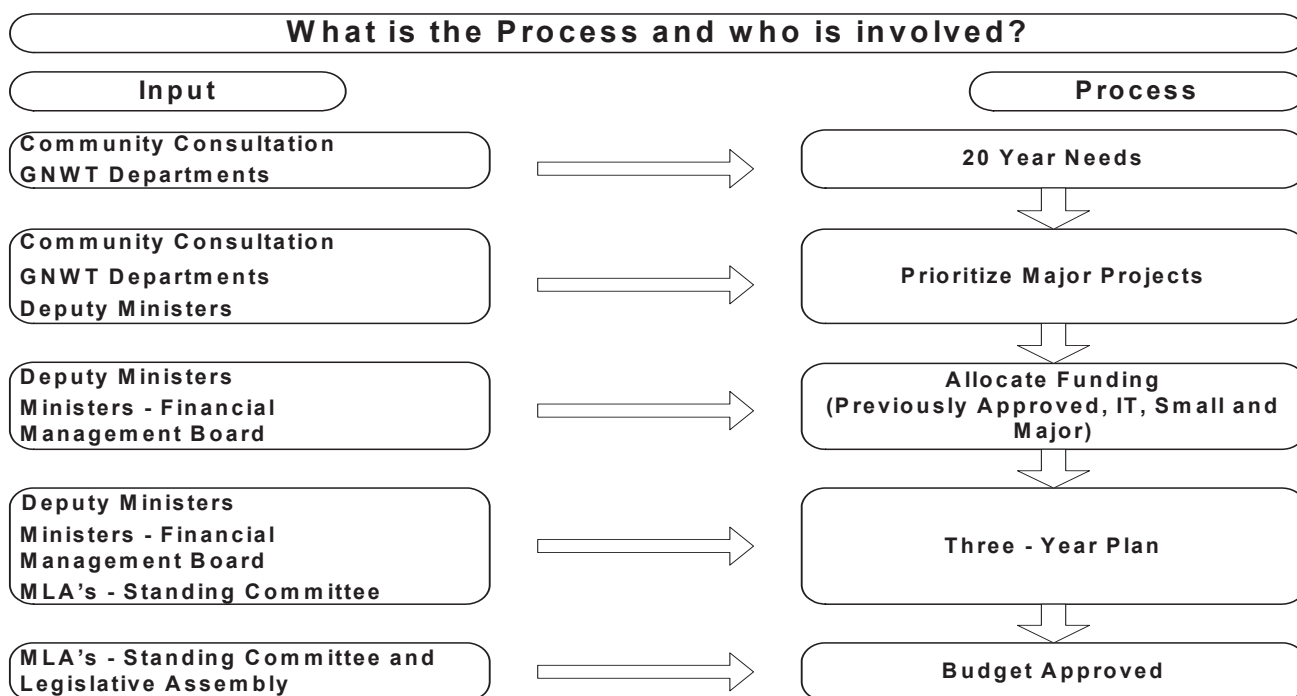 What is the Process and who is involved?
Input
Process
Community Consultation
GNWT Departments
20 Year Needs
Community Consultation
GNWT Departments
Deputy Ministers
Prioritize Major Projects
Deputy Ministers
Ministers - Financial
Management Board
Allocate Funding
(Previously Approved, IT, Small and
Major)
Deputy Ministers
Ministers - Financial
Management Board
MLA's - Standing Committee
Three - Year Plan
MLA's - Standing Committee and
Legislative Assembly
Budget Approved